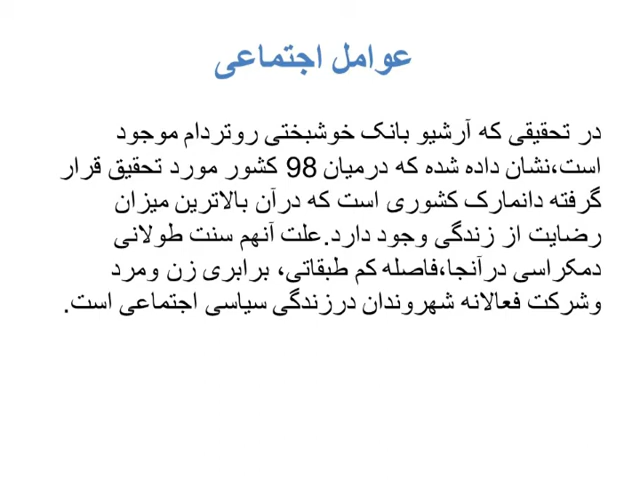 عوامل اجتماعی
در تحقیقی که آرشیو بانک خوشبختی روتردام موجود
است،نشان داده شده که درمیان 98 کشور مورد تحقیق قرار
گرفته دانمارک کشوری است که درآن بالاترین میزان
رضایت از زندگی وجود دارد.علت آنهم سنت طولانی
دمکراسی درآنجا،فاصله کم طبقاتی، برابری زن ومرد
وشرکت فعالانه شهروندان درزندگی سیاسی اجتماعی است.